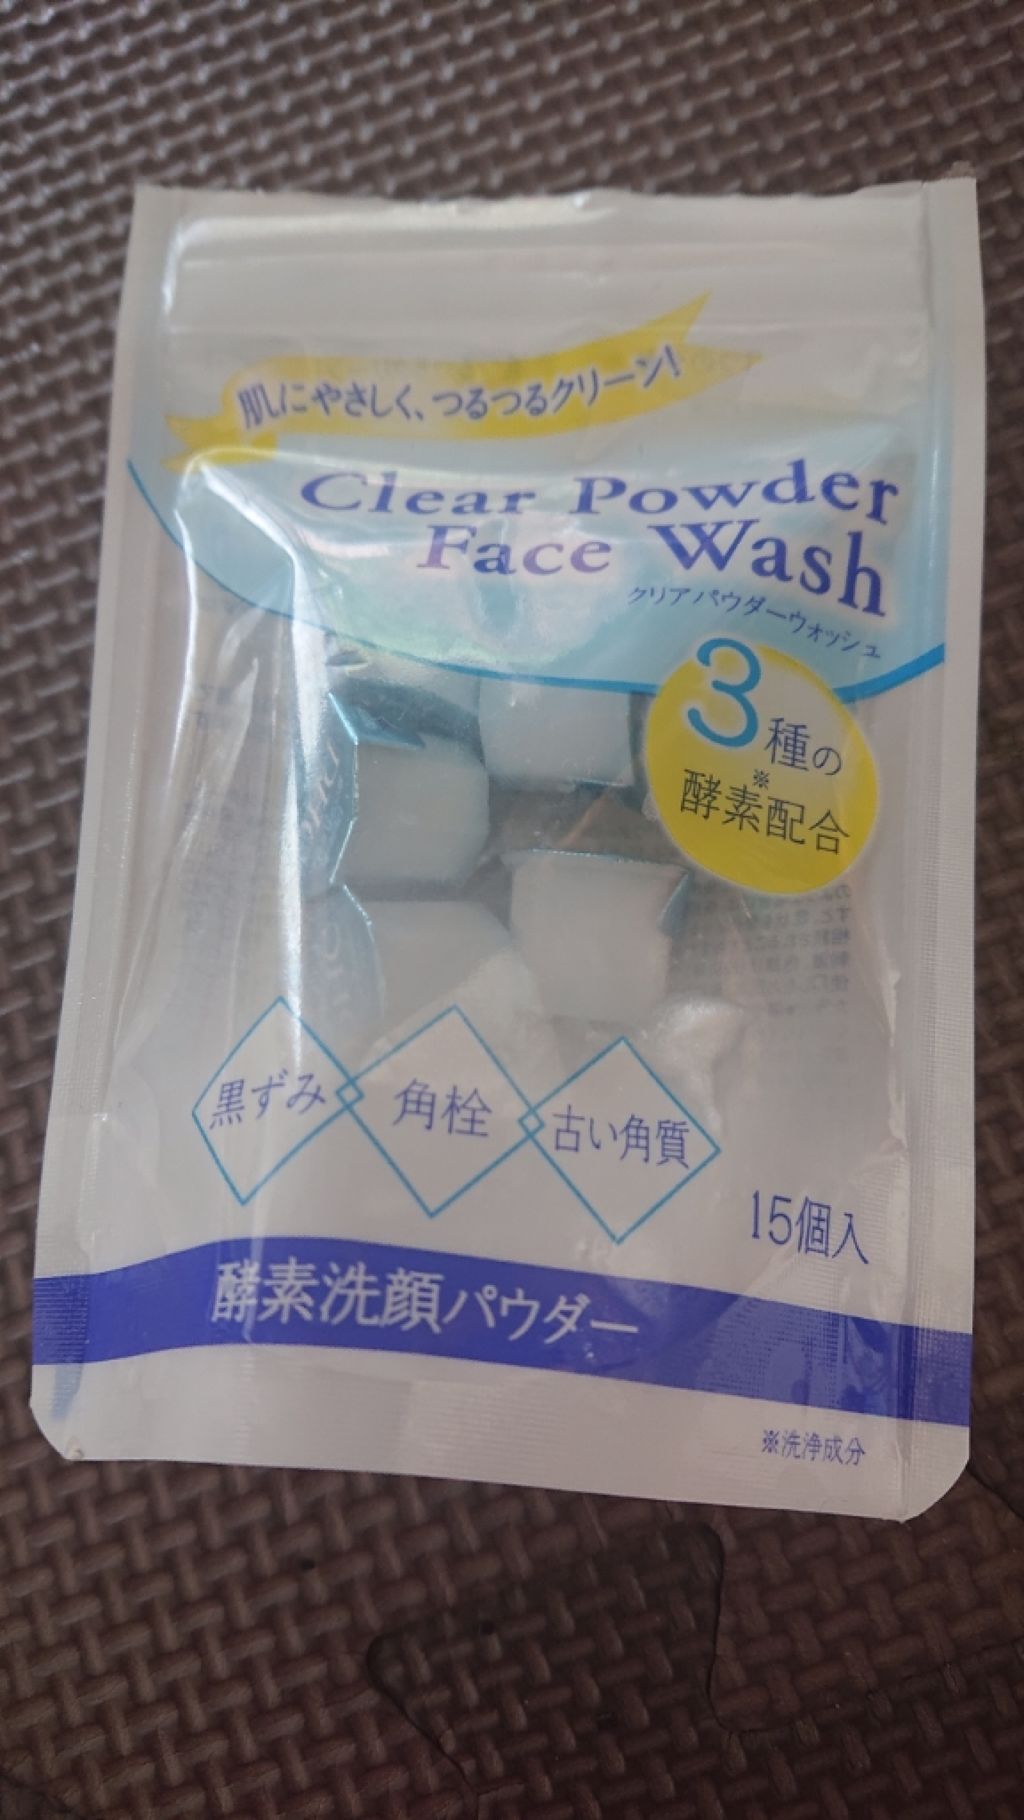 肌にやさしく、つるつるクリーン!
Clear Powder
Face Wash
クリアパウダーウォッシュ
3種の
※
酵素配合
黒ずみ
角栓
古い角質
15個入
酵素洗顔パウダー
※洗浄成分